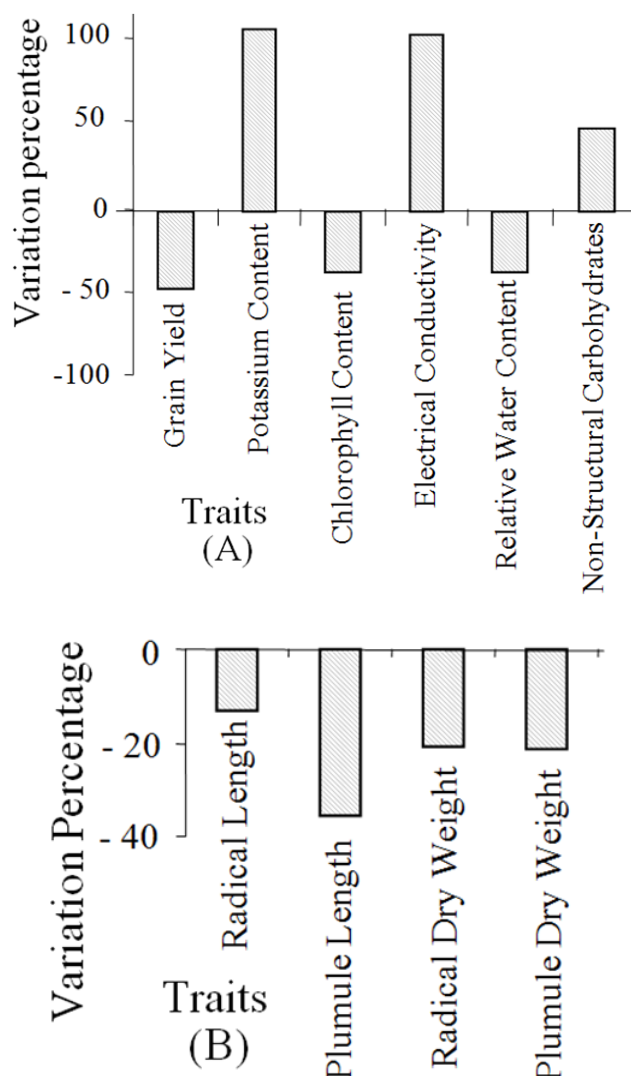 Variation percentage
100
50
0
- 50
-100
Grain Yield
Potassium Content
Chlorophyll Content
Electrical Conductivity
Relative Water Content
Non-Structural Carbohydrates
Traits
(A)
Variation Percentage
0
- 20
- 40
Radical Length
Plumule Length
Radical Dry Weight
Plumule Dry Weight
Traits
(B)